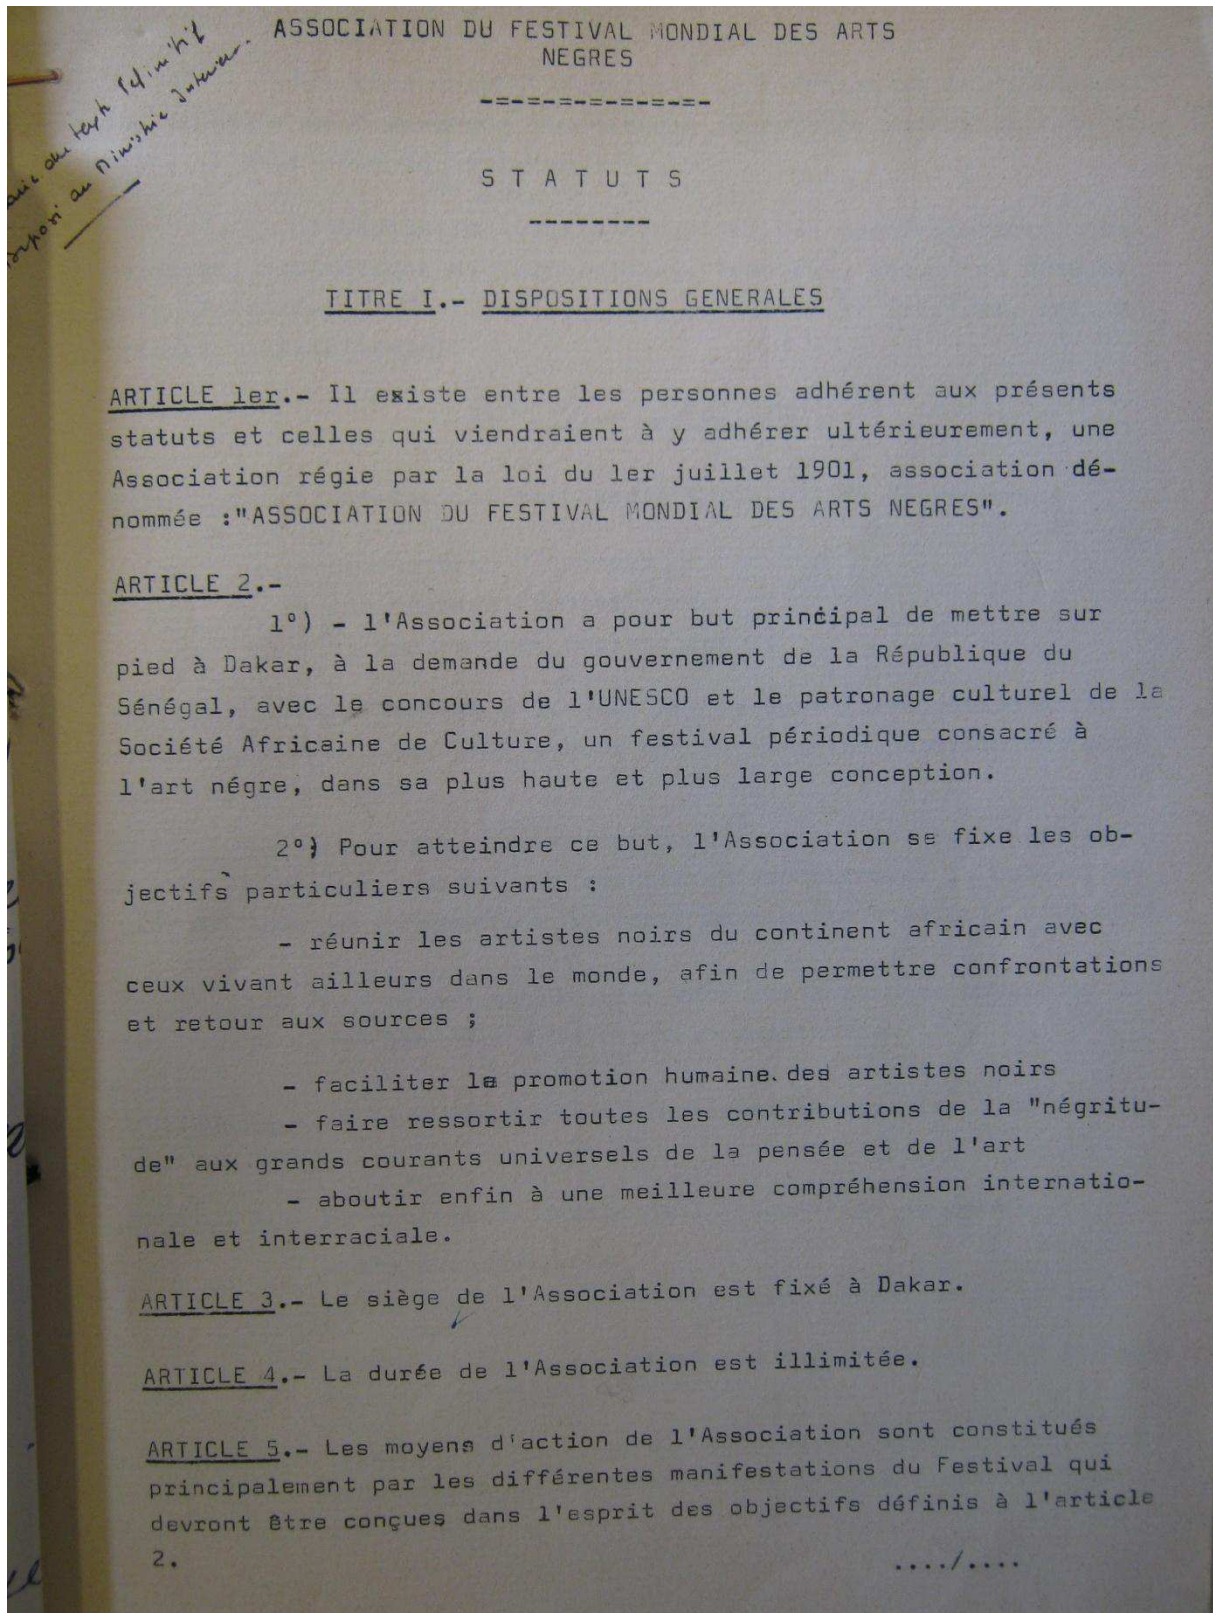 du texte définitif
au Ministère Intérieur.
ASSOCIATION DU FESTIVAL MONDIAL DES ARTS
NEGRES
-=-=-=-=-=-=-=-
S T A T U T S
--------
TITRE I.- DISPOSITIONS GENERALES
ARTICLE 1er.- Il existe entre les personnes adhérent aux présents
statuts et celles qui viendraient à y adhérer ultérieurement, une
Association régie par la loi du 1er juillet 1901, association dé-
nommée :"ASSOCIATION DU FESTIVAL MONDIAL DES ARTS NEGRES".
ARTICLE 2.-
1°) - l'Association a pour but principal de mettre sur
pied à Dakar, à la demande du gouvernement de la République du
Sénégal, avec le concours de l'UNESCO et le patronage culturel de la
Société Africaine de Culture, un festival périodique consacré à
l'art négre, dans sa plus haute et plus large conception.
2°) Pour atteindre ce but, l'Association se fixe les ob-
jectifs particuliers suivants :
- réunir les artistes noirs du continent africain avec
ceux vivant ailleurs dans le monde, afin de permettre confrontations
et retour aux sources ;
- faciliter la promotion humaine des artistes noirs
- faire ressortir toutes les contributions de la "négritu-
de" aux grands courants universels de la pensée et de l'art
- aboutir enfin à une meilleure compréhension internatio-
nale et interraciale.
ARTICLE 3.- Le siège de l'Association est fixé à Dakar.
ARTICLE 4.- La durée de l'Association est illimitée.
ARTICLE 5.- Les moyens d'action de l'Association sont constitués
principalement par les différentes manifestations du Festival qui
devront être conçues dans l'esprit des objectifs définis à l'article
2.
..../....